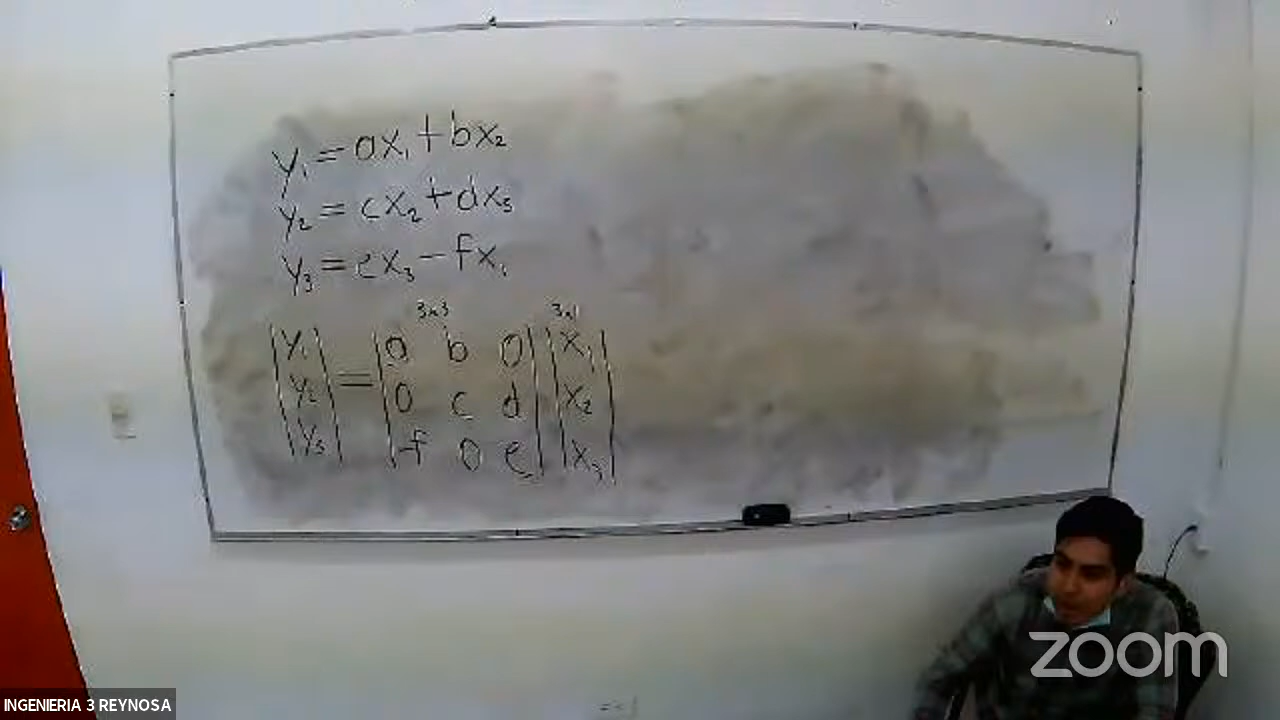 y₁ = ax₁ + bx₂
y₂ = cx₂ + dx₃
y₃ = ex₃ - fx₁
3x3 3x1
|y₁| = |a b 0| |x₁|
|y₂| |0 c d| |x₂|
|y₃| |-f 0 e| |x₃|
zoom
INGENIERIA 3 REYNOSA